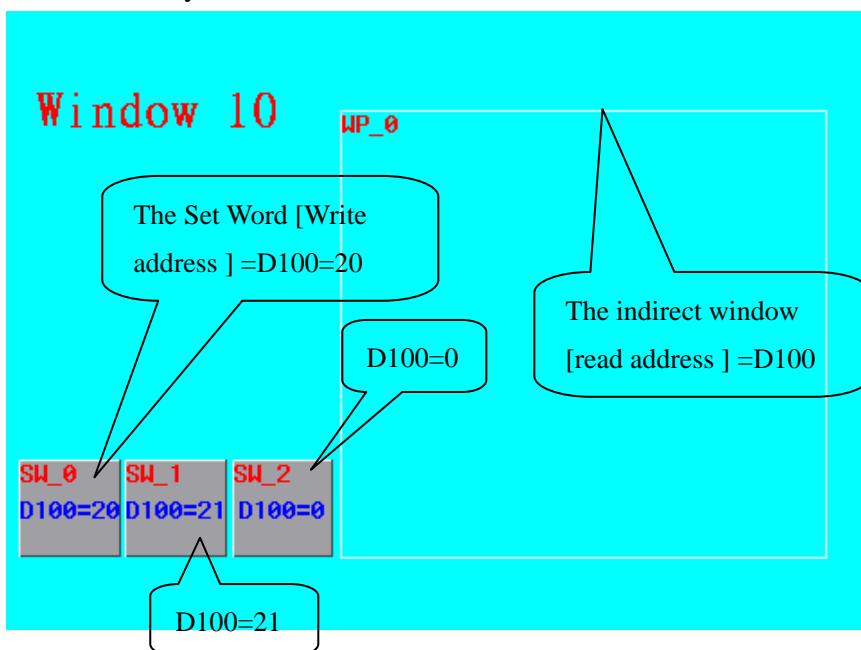 Window 10
WP_0
The Set Word [Write
address ] =D100=20
The indirect window
[read address ] =D100
D100=0
SW_0
D100=20
SW_1
D100=21
SW_2
D100=0
D100=21